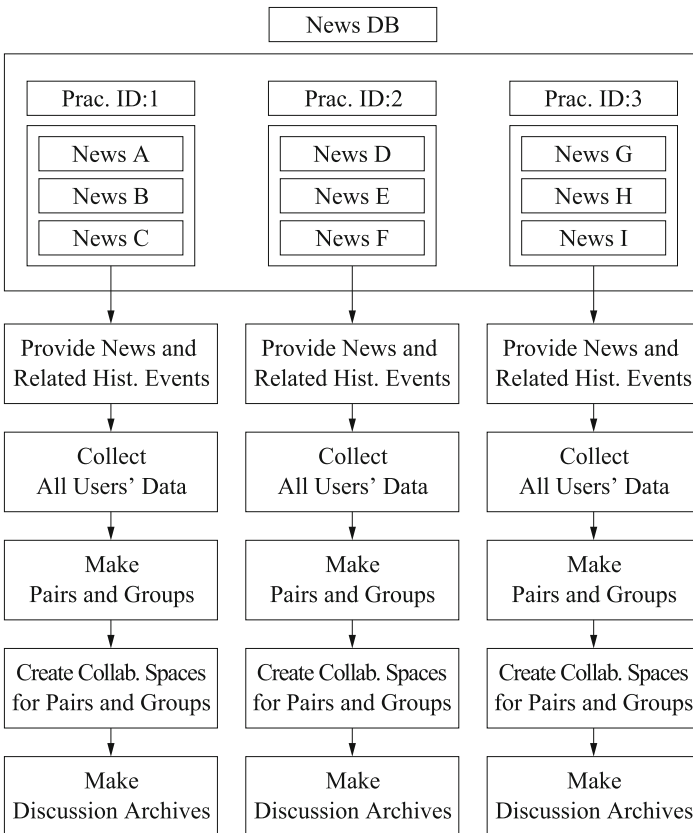 News DB
Prac. ID:1
Prac. ID:2
Prac. ID:3
News A
News D
News G
News B
News E
News H
News C
News F
News I
Provide News and
Related Hist. Events
Provide News and
Related Hist. Events
Provide News and
Related Hist. Events
Collect
All Users’ Data
Collect
All Users’ Data
Collect
All Users’ Data
Make
Pairs and Groups
Make
Pairs and Groups
Make
Pairs and Groups
Create Collab. Spaces
for Pairs and Groups
Create Collab. Spaces
for Pairs and Groups
Create Collab. Spaces
for Pairs and Groups
Make
Discussion Archives
Make
Discussion Archives
Make
Discussion Archives